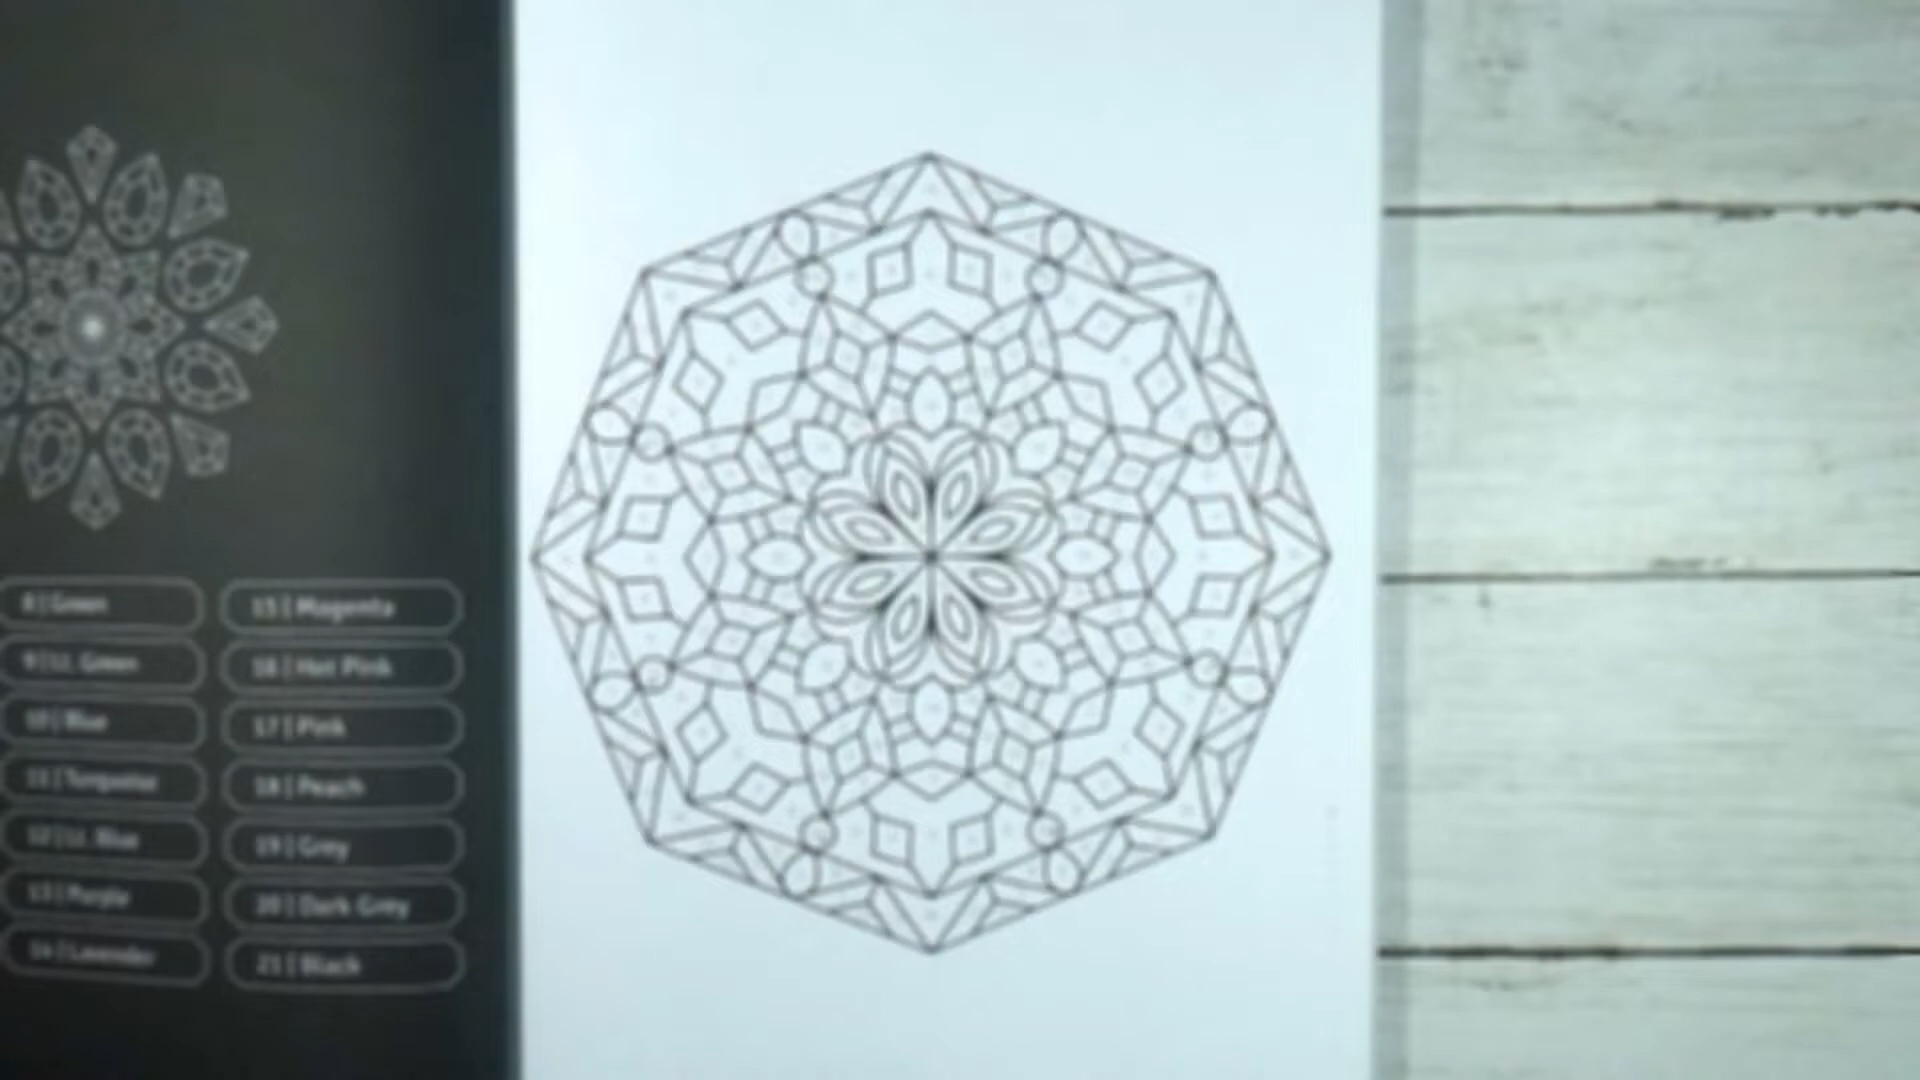 8 | Green
9 | Lt. Green
10 | Blue
11 | Turquoise
12 | Lt. Blue
13 | Purple
14 | Lavender
15 | Magenta
16 | Hot Pink
17 | Pink
18 | Peach
19 | Grey
20 | Dark Grey
21 | Black